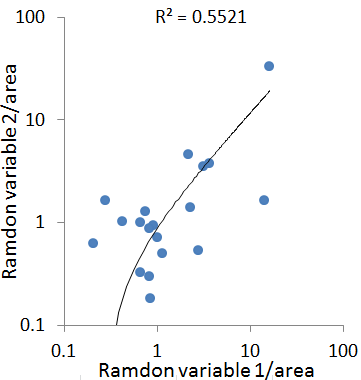 R² = 0.5521
Ramdon variable 2/area
100
10
1
0.1
0.1 1 10 100
Ramdon variable 1/area